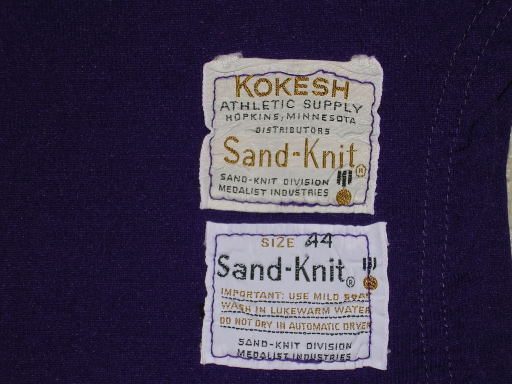 KOKESH
ATHLETIC SUPPLY
HOPKINS, MINNESOTA
DISTRIBUTORS
Sand-Knit®
SAND-KNIT DIVISION
MEDALIST INDUSTRIES
SIZE 44
Sand-Knit®
IMPORTANT: USE MILD SOAP
WASH IN LUKEWARM WATER
DO NOT DRY IN AUTOMATIC DRYER
SAND-KNIT DIVISION
MEDALIST INDUSTRIES